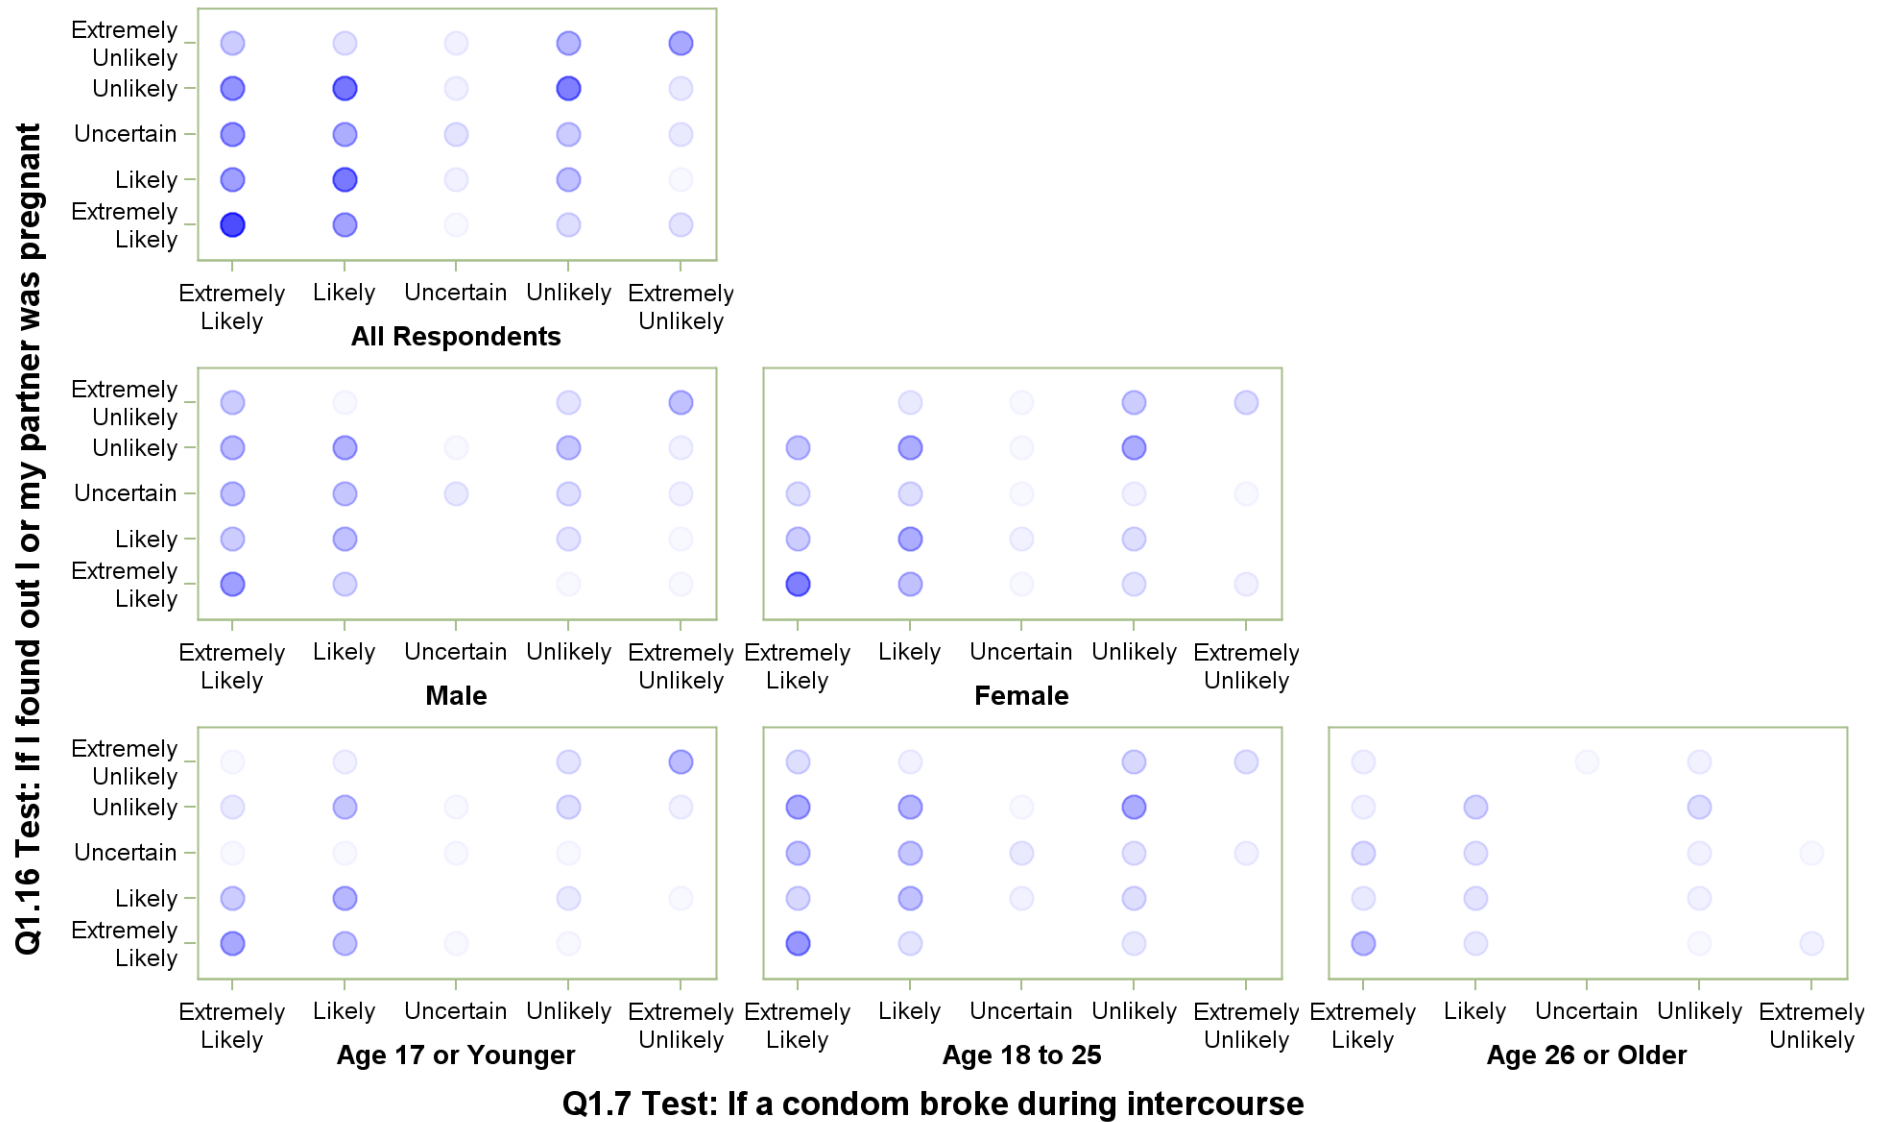 Q1.16 Test: If I found out I or my partner was pregnant
Extremely
Unlikely
Unlikely
Uncertain
Likely
Extremely
Likely
Extremely
Likely
Likely
Uncertain
Unlikely
Extremely
Unlikely
All Respondents
Extremely
Unlikely
Unlikely
Uncertain
Likely
Extremely
Likely
Extremely
Likely
Likely
Uncertain
Unlikely
Extremely
Unlikely
Male
Extremely
Likely
Likely
Uncertain
Unlikely
Extremely
Unlikely
Female
Extremely
Unlikely
Unlikely
Uncertain
Likely
Extremely
Likely
Extremely
Likely
Likely
Uncertain
Unlikely
Extremely
Unlikely
Age 17 or Younger
Extremely
Likely
Likely
Uncertain
Unlikely
Extremely
Unlikely
Age 18 to 25
Extremely
Likely
Likely
Uncertain
Unlikely
Extremely
Unlikely
Age 26 or Older
Q1.7 Test: If a condom broke during intercourse